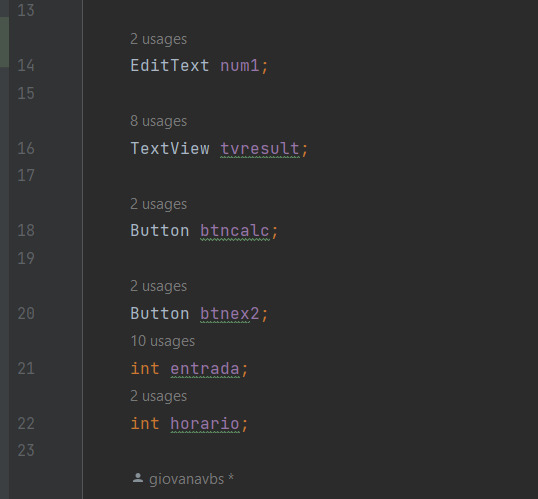 13
2 usages
14 EditText num1;
15
8 usages
16 TextView tvresult;
17
2 usages
18 Button btncalc;
19
2 usages
20 Button btnex2;
10 usages
21 int entrada;
2 usages
22 int horario;
23
giovanavbs *